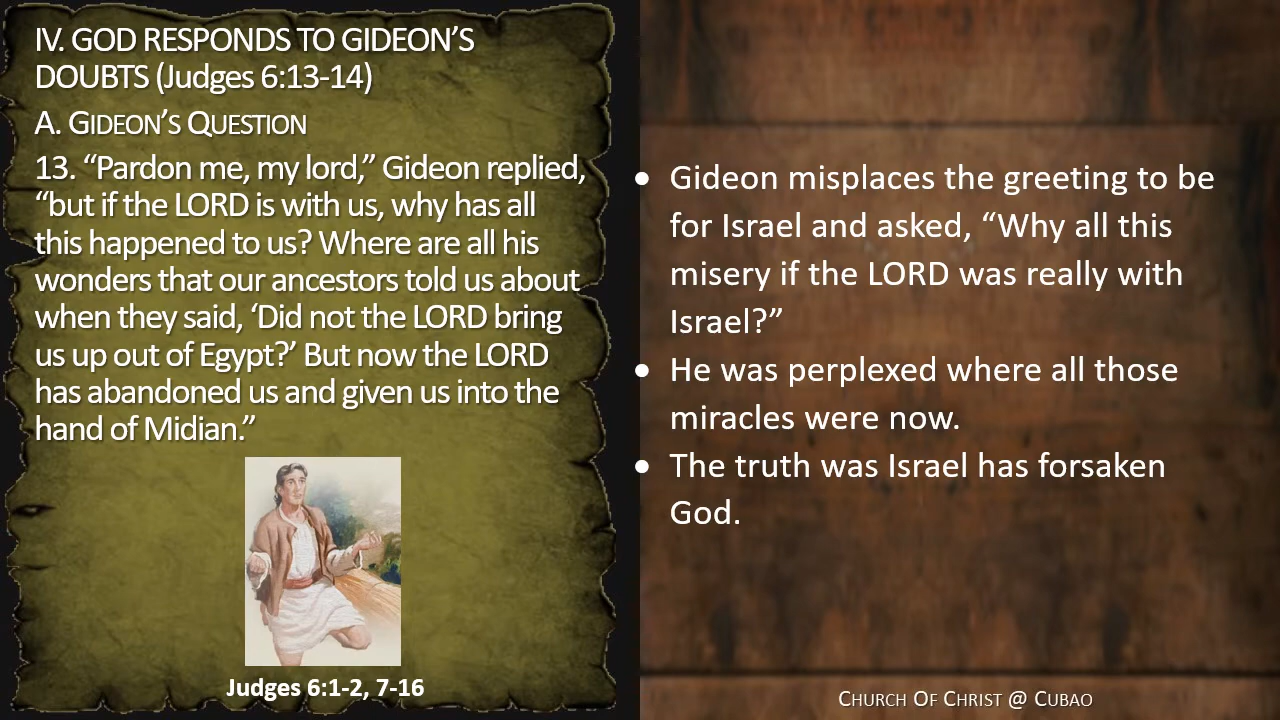 IV. GOD RESPONDS TO GIDEON’S
DOUBTS (Judges 6:13-14)
A. GIDEON’S QUESTION
13. “Pardon me, my lord,” Gideon replied,
“but if the LORD is with us, why has all
this happened to us? Where are all his
wonders that our ancestors told us about
when they said, ‘Did not the LORD bring
us up out of Egypt?’ But now the LORD
has abandoned us and given us into the
hand of Midian.”
Judges 6:1-2, 7-16
• Gideon misplaces the greeting to be
for Israel and asked, “Why all this
misery if the LORD was really with
Israel?”
• He was perplexed where all those
miracles were now.
• The truth was Israel has forsaken
God.
CHURCH OF CHRIST @ CUBAO